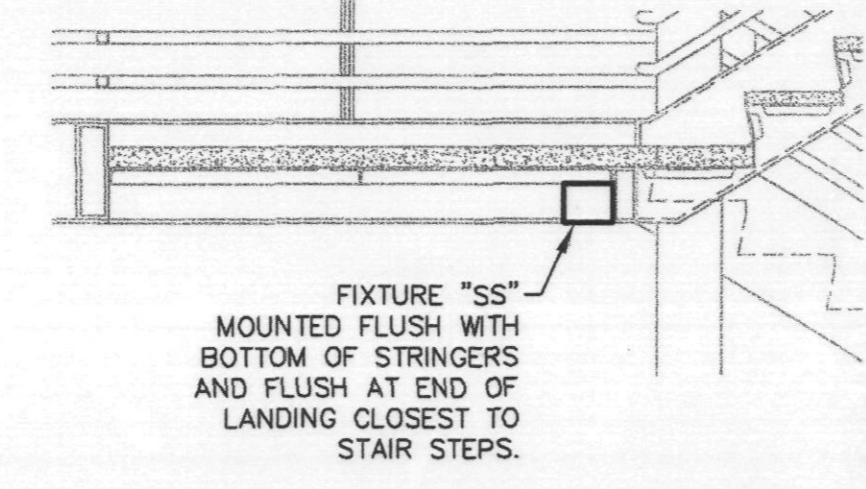 FIXTURE "SS"
MOUNTED FLUSH WITH
BOTTOM OF STRINGERS
AND FLUSH AT END OF
LANDING CLOSEST TO
STAIR STEPS.